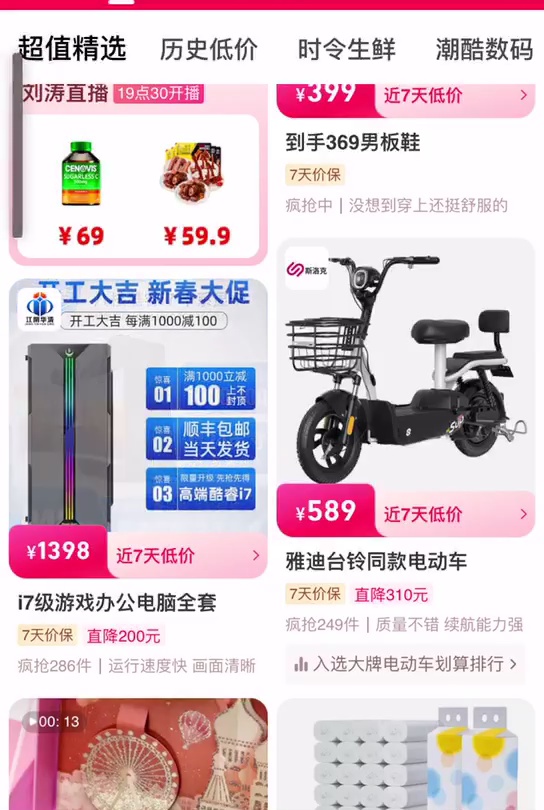 超值精选 历史低价 时令生鲜 潮酷数码
刘涛直播 19点30开播
CENOVIS
SUGARLESS C
¥69 ¥59.9
江南华清
开工大吉 新春大促
开工大吉 每满1000减100
惊喜 01 满1000立减 100 上不封顶
惊喜 02 顺丰包邮 当天发货
惊喜 03 限量升级 先抢先得 高端酷睿i7
¥1398 近7天低价 >
i7级游戏办公电脑全套
7天价保 直降200元
疯抢286件 | 运行速度快 画面清晰
00: 13
¥399 近7天低价 >
到手369男板鞋
7天价保
疯抢中 | 没想到穿上还挺舒服的
斯洛克
¥589 近7天低价 >
雅迪台铃同款电动车
7天价保 直降310元
疯抢249件 | 质量不错 续航能力强
入选大牌电动车划算排行 >